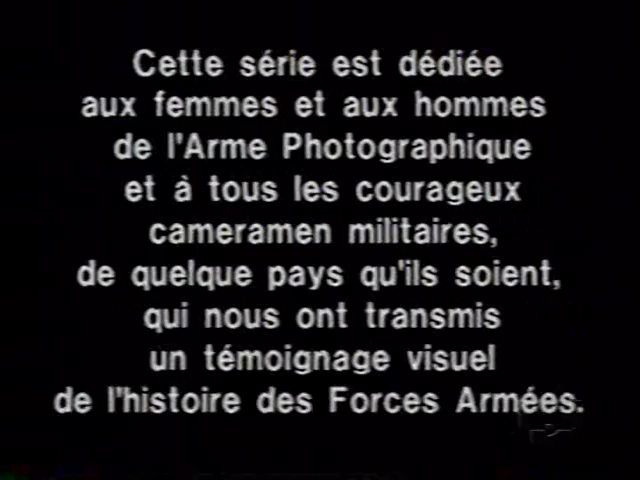 Cette série est dédiée
aux femmes et aux hommes
de l'Arme Photographique
et à tous les courageux
cameramen militaires,
de quelque pays qu'ils soient,
qui nous ont transmis
un témoignage visuel
de l'histoire des Forces Armées.